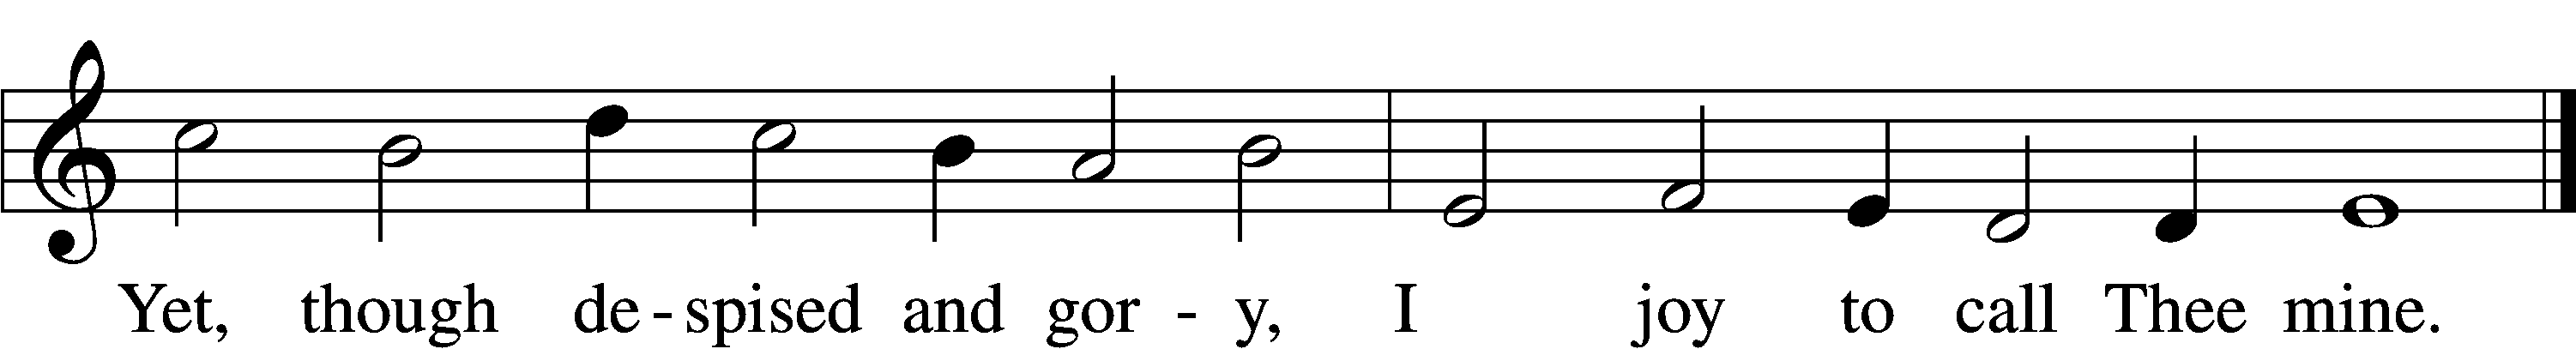 Yet, though de - spised and gor - y, I joy to call Thee mine.